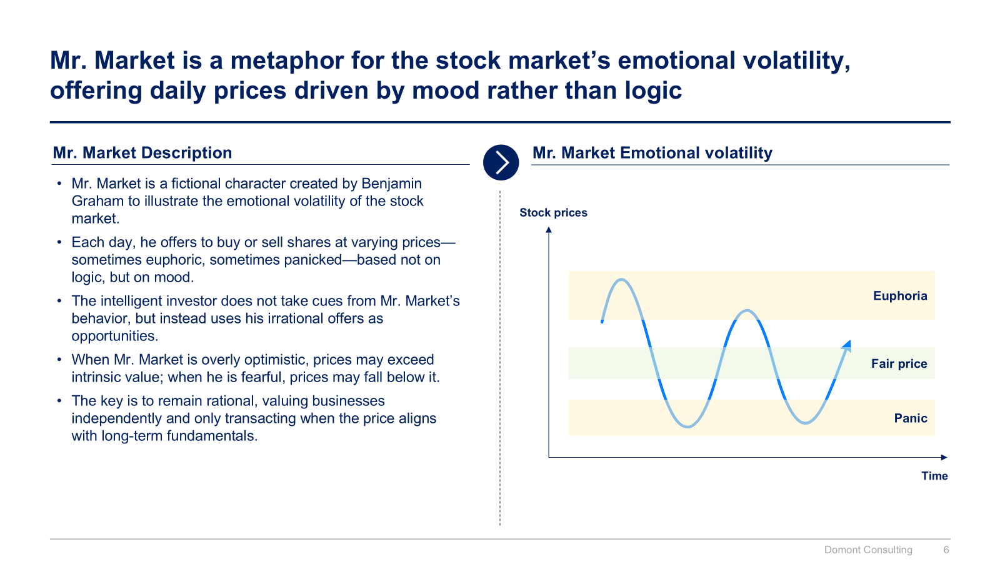 Mr. Market is a metaphor for the stock market’s emotional volatility,
offering daily prices driven by mood rather than logic
Mr. Market Description
• Mr. Market is a fictional character created by Benjamin
Graham to illustrate the emotional volatility of the stock
market.
• Each day, he offers to buy or sell shares at varying prices—
sometimes euphoric, sometimes panicked—based not on
logic, but on mood.
• The intelligent investor does not take cues from Mr. Market’s
behavior, but instead uses his irrational offers as
opportunities.
• When Mr. Market is overly optimistic, prices may exceed
intrinsic value; when he is fearful, prices may fall below it.
• The key is to remain rational, valuing businesses
independently and only transacting when the price aligns
with long-term fundamentals.
Mr. Market Emotional volatility
Stock prices
Euphoria
Fair price
Panic
Time
Domont Consulting 6